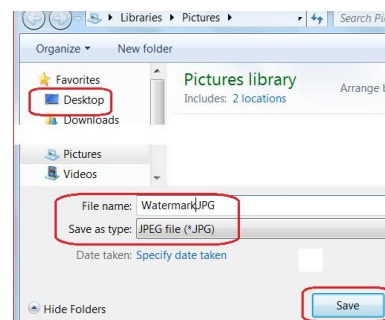 Libraries ▸ Pictures ▸ Search Pi
Organize ▾ New folder
Favorites
Desktop
Downloads
Pictures library
Includes: 2 locations
Arrange b
Pictures
Videos
File name: Watermark.JPG
Save as type: JPEG file (*.JPG)
Date taken: Specify date taken
Hide Folders
Save